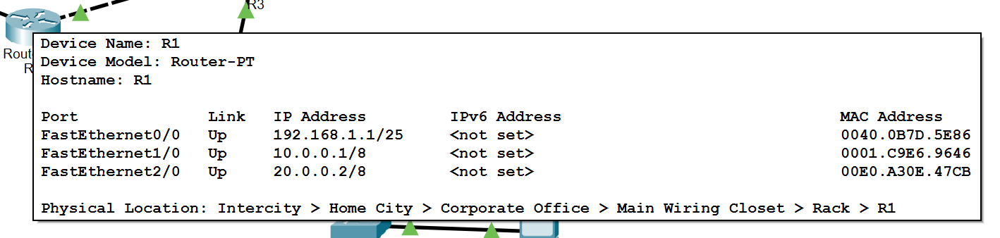 R3
Rout
R
Device Name: R1
Device Model: Router-PT
Hostname: R1
Port Link IP Address IPv6 Address MAC Address
FastEthernet0/0 Up 192.168.1.1/25 <not set> 0040.0B7D.5E86
FastEthernet1/0 Up 10.0.0.1/8 <not set> 0001.C9E6.9646
FastEthernet2/0 Up 20.0.0.2/8 <not set> 00E0.A30E.47CB
Physical Location: Intercity > Home City > Corporate Office > Main Wiring Closet > Rack > R1